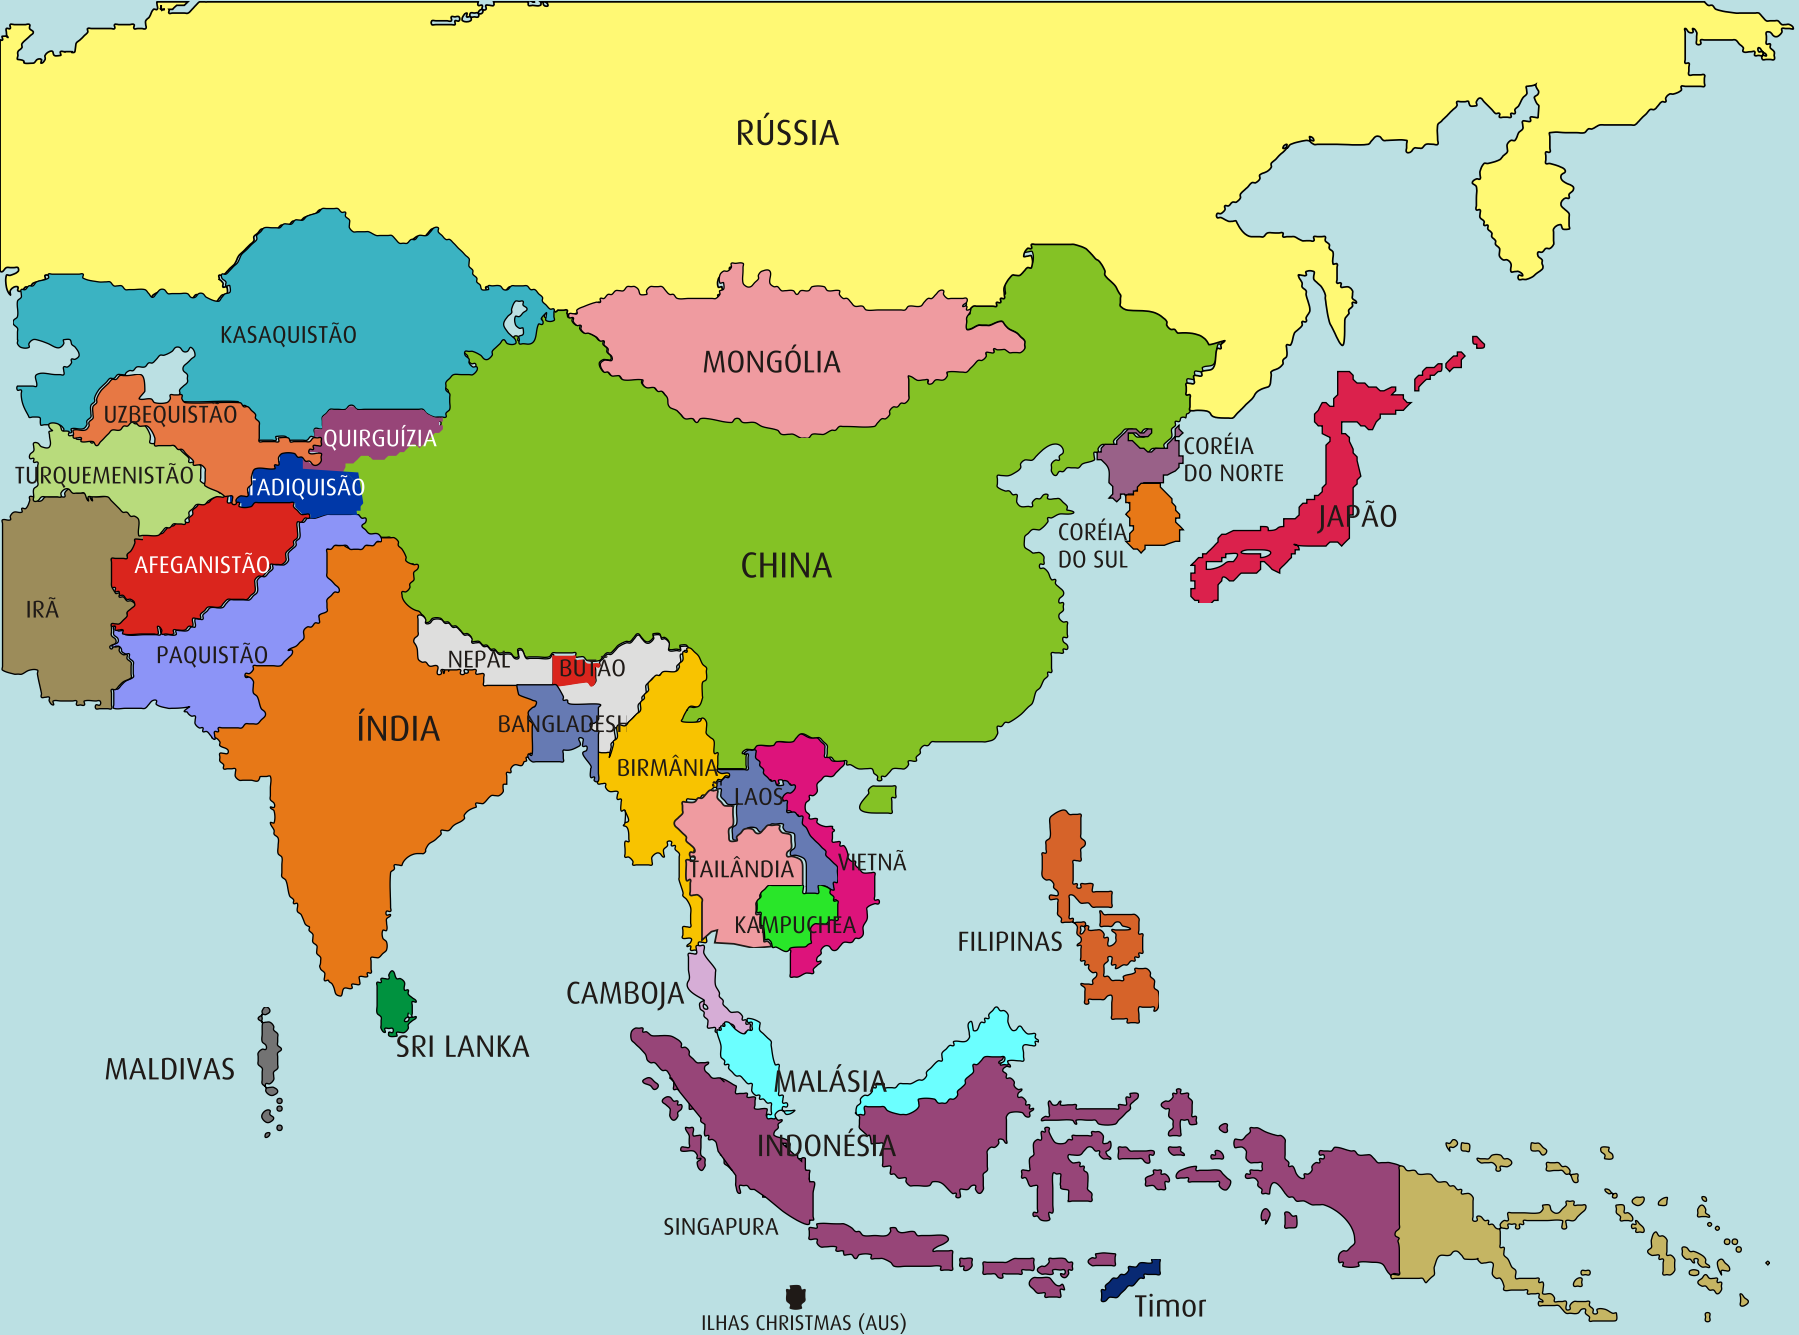 RÚSSIA
KASAQUISTÃO
MONGÓLIA
UZBEQUISTÃO
QUIRGUÍZIA
CORÉIA
DO NORTE
TURQUEMENISTÃO
TADIQUISÃO
JAPÃO
CORÉIA
DO SUL
AFEGANISTÃO
CHINA
IRÃ
PAQUISTÃO
NEPAL
BUTÃO
ÍNDIA
BANGLADESH
BIRMÂNIA
LAOS
VIETNÃ
TAILÂNDIA
KAMPUCHEA
FILIPINAS
CAMBOJA
SRI LANKA
MALDIVAS
MALÁSIA
INDONÉSIA
SINGAPURA
Timor
ILHAS CHRISTMAS (AUS)